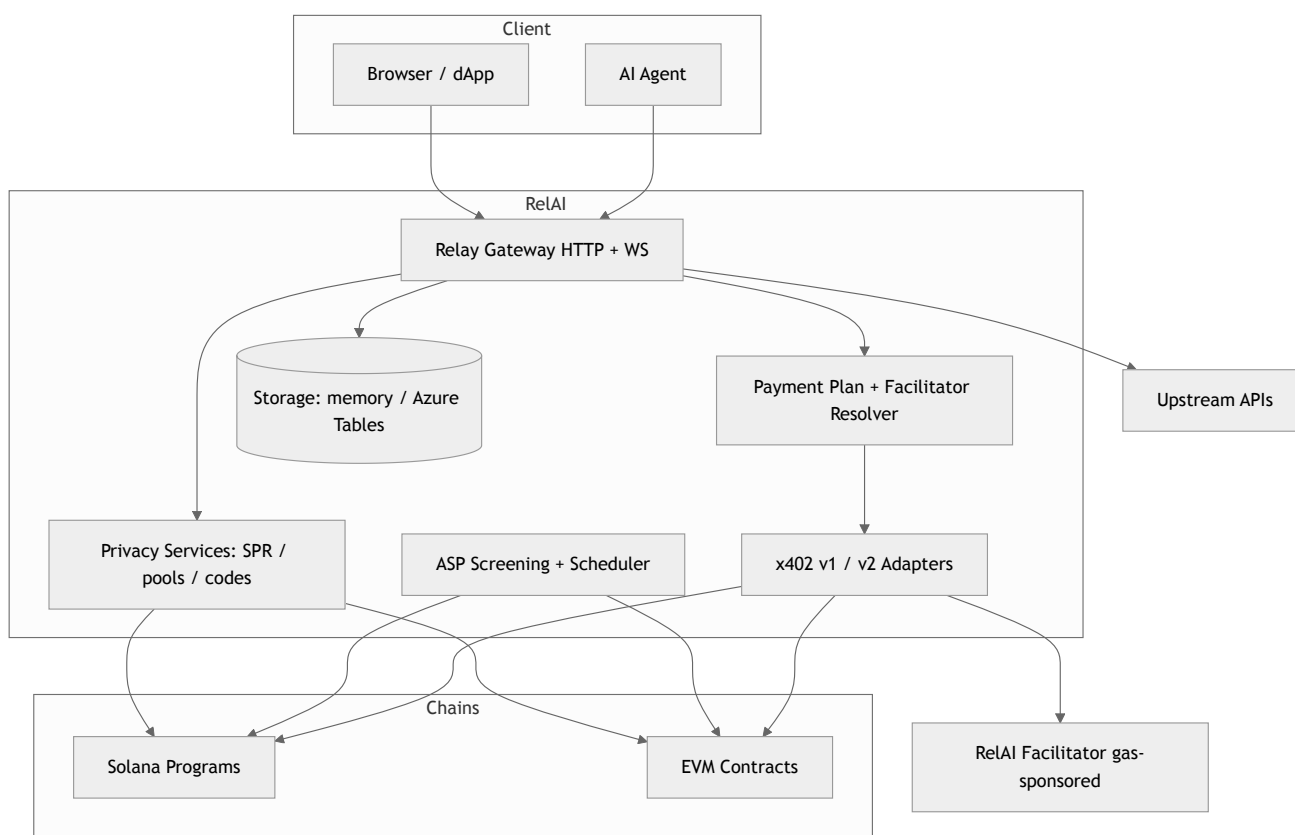 Client
Browser / dApp
AI Agent
RelAI
Relay Gateway HTTP + WS
Storage: memory / Azure
Tables
Payment Plan + Facilitator
Resolver
Upstream APIs
Privacy Services: SPR /
pools / codes
ASP Screening + Scheduler
x402 v1 / v2 Adapters
Chains
Solana Programs
EVM Contracts
RelAI Facilitator gas-
sponsored